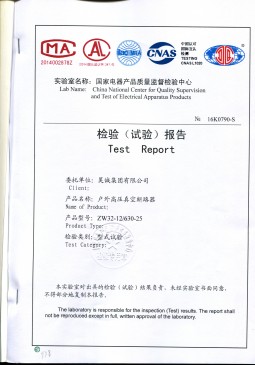 MA
AL
CNAS
2014002879Z
TESTING
实验室名称：国家电器产品质量监督检验中心
Lab Name: China National Center for Quality Supervision
and Test of Electrical Apparatus Products
№ 16K0790-S
检验（试验）报告
Test Report
委托单位：昊诚集团有限公司
Client:
产品名称：户外高压真空断路器
Name of Product:
产品型号：ZW32-12/630-25
Product Type:
检验类别：型式试验
Test Category:
本实验室对出具的检验（试验）结果负责。未经实验室书面同意，
不得部分地复制本报告。
The laboratory is responsible for the inspection (Test) results. The report shall
not be reproduced except in full, written approval of the laboratory.